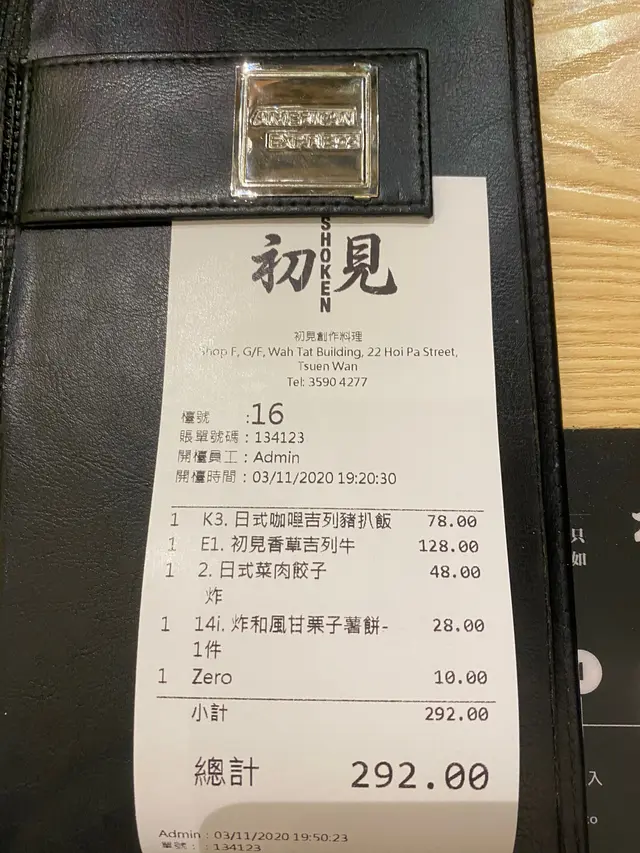 AMERICAN
EXPRESS
SHOKEN
初見
初見創作料理
Shop F, G/F, Wah Tat Building, 22 Hoi Pa Street,
Tsuen Wan
Tel: 3590 4277
檯號 :16
賬單號碼 : 134123
開檯員工 : Admin
開檯時間 : 03/11/2020 19:20:30
1 K3. 日式咖喱吉列豬扒飯 78.00
1 E1. 初見香草吉列牛 128.00
1 2. 日式菜肉餃子 48.00
炸
1 14i. 炸和風甘栗子薯餅- 28.00
1件
1 Zero 10.00
小計 292.00
總計 292.00
Admin : 03/11/2020 19:50:23
單號 : : 134123
只
如
入